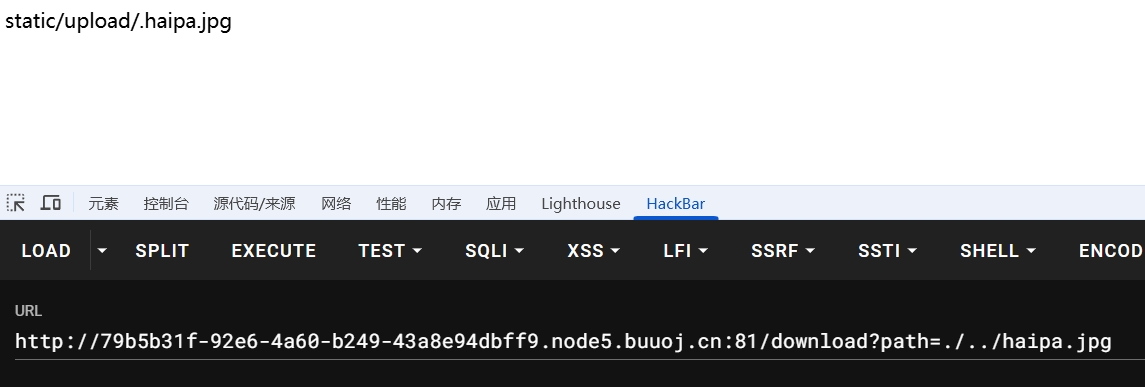 static/upload/.haipa.jpg
元素 控制台 源代码/来源 网络 性能 内存 应用 Lighthouse HackBar
LOAD SPLIT EXECUTE TEST SQLI XSS LFI SSRF SSTI SHELL ENCOD
URL
http://79b5b31f-92e6-4a60-b249-43a8e94dbff9.node5.buuoj.cn:81/download?path=./../haipa.jpg